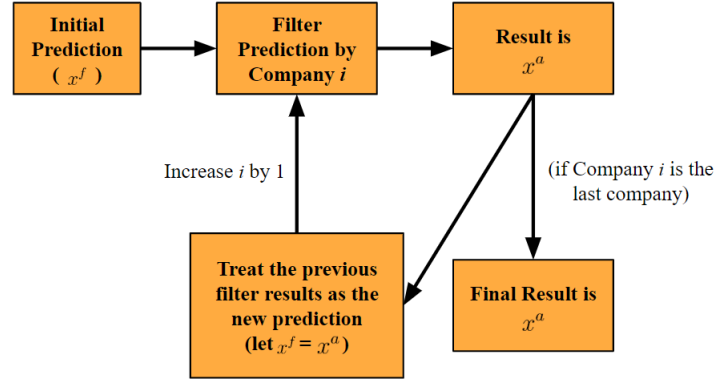 Initial
Prediction
( x^f )
Filter
Prediction by
Company i
Result is
x^a
Increase i by 1
(if Company i is the
last company)
Treat the previous
filter results as the
new prediction
(let x^f = x^a)
Final Result is
x^a